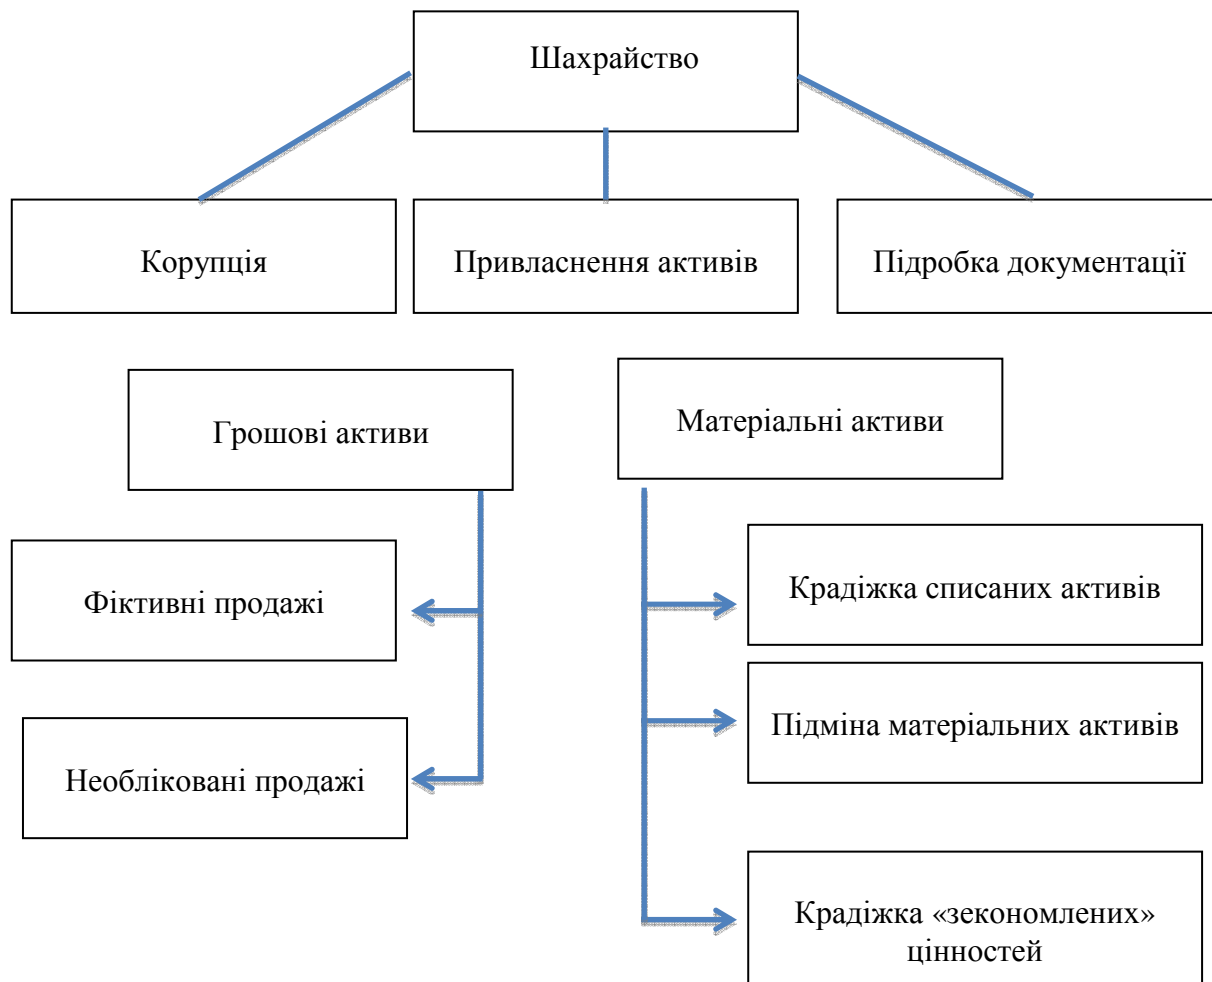 Шахрайство
Корупція
Привласнення активів
Підробка документації
Грошові активи
Матеріальні активи
Фіктивні продажі
Необліковані продажі
Крадіжка списаних активів
Підміна матеріальних активів
Крадіжка «зекономлених»
цінностей